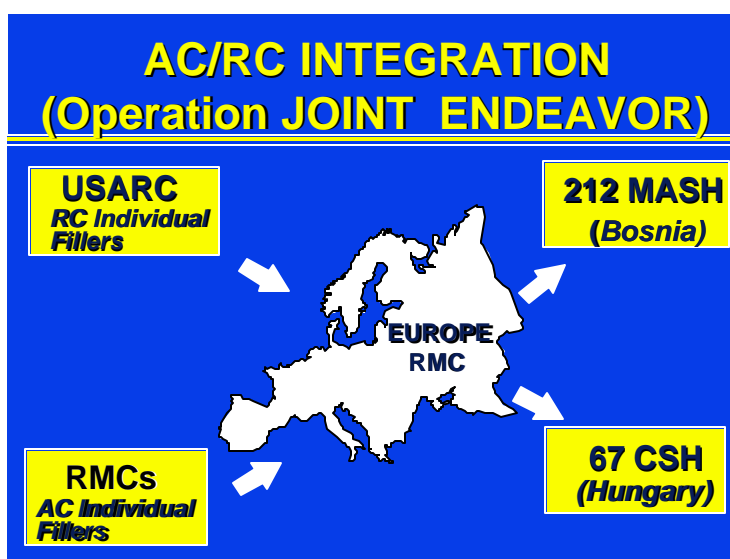 AC/RC INTEGRATION
(Operation JOINT ENDEAVOR)
USARC
RC Individual
Fillers
212 MASH
(Bosnia)
EUROPE
RMC
RMCs
AC Individual
Fillers
67 CSH
(Hungary)